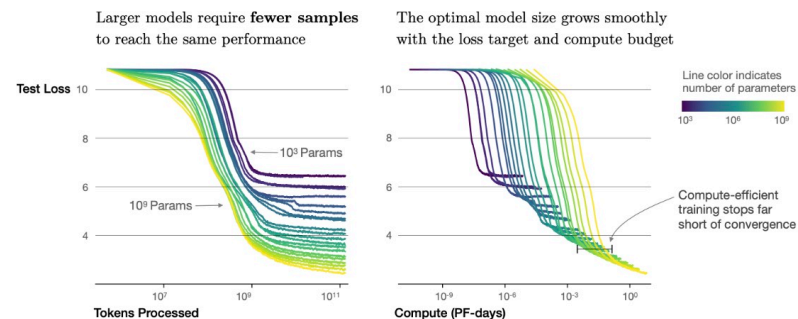 Larger models require fewer samples
to reach the same performance
The optimal model size grows smoothly
with the loss target and compute budget
Test Loss
10
8
6
4
10³ Params
10⁹ Params
10⁷
10⁹
10¹¹
Tokens Processed
10
8
6
4
10⁻⁹
10⁻⁶
10⁻³
10⁰
Compute (PF-days)
Line color indicates
number of parameters
10³
10⁶
10⁹
Compute-efficient
training stops far
short of convergence